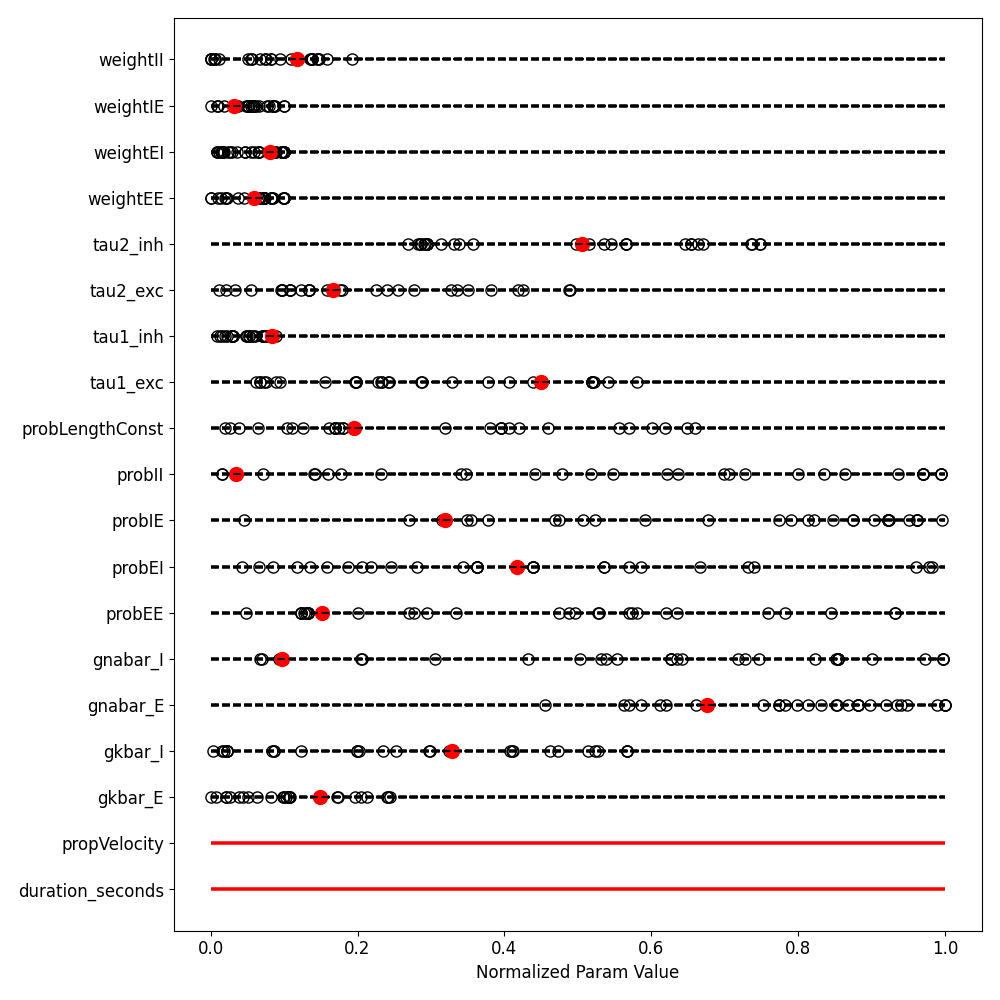 weightII
weightIE
weightEI
weightEE
tau2_inh
tau2_exc
tau1_inh
tau1_exc
probLengthConst
probII
probIE
probEI
probEE
gnabar_I
gnabar_E
gkbar_I
gkbar_E
propVelocity
duration_seconds
0.0 0.2 0.4 0.6 0.8 1.0
Normalized Param Value